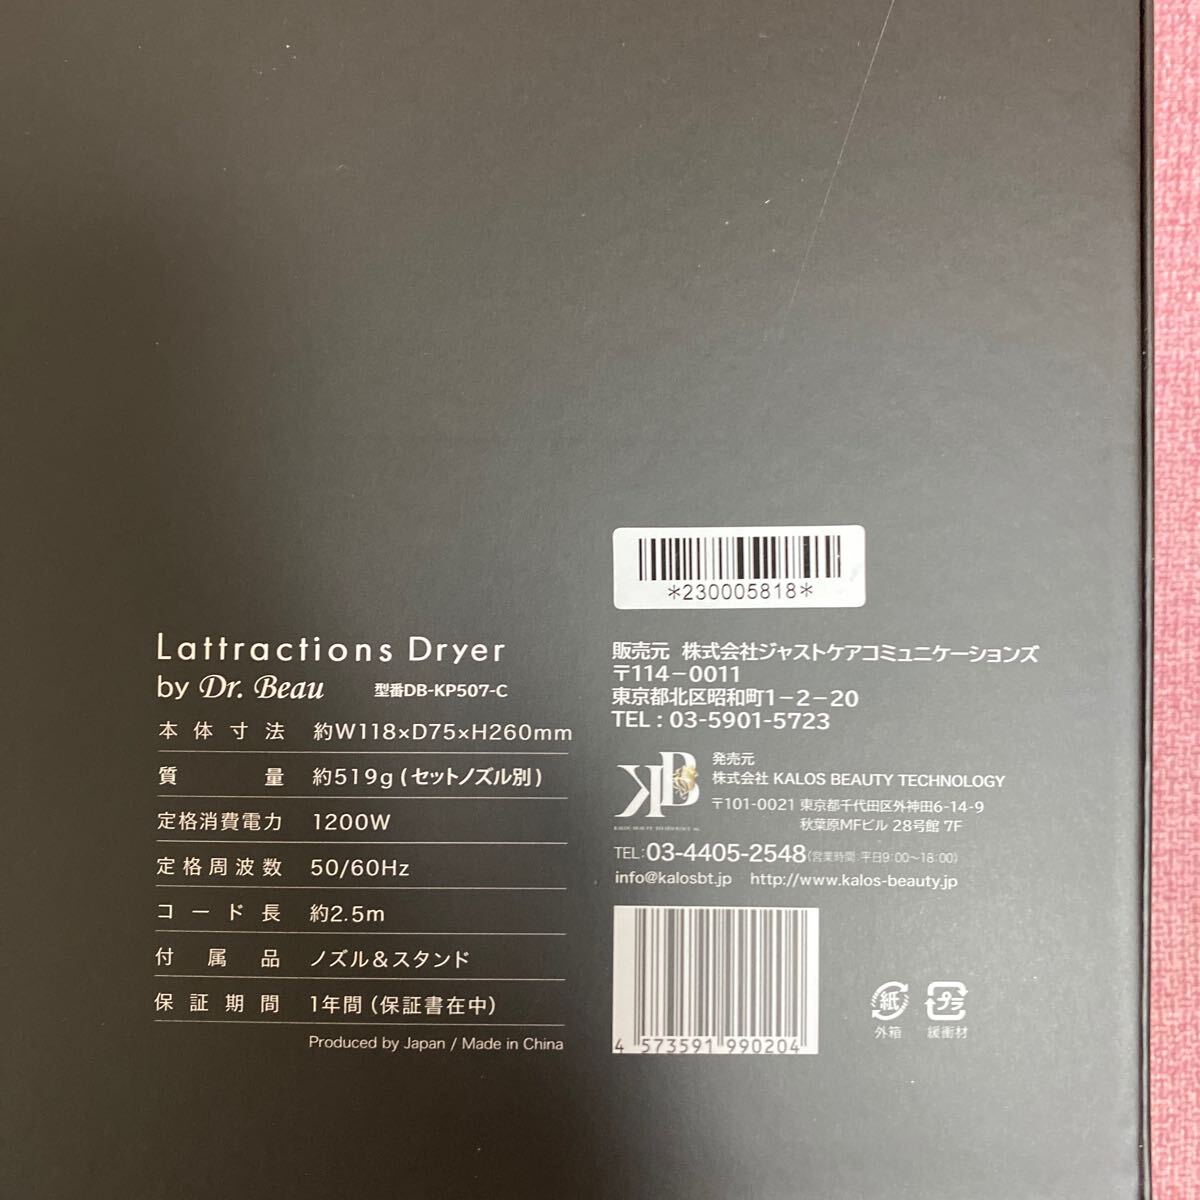 *230005818*
Lattractions Dryer
by Dr. Beau 型番DB-KP507-C
本体寸法 約W118×D75×H260mm
質量 約519g(セットノズル別)
定格消費電力 1200W
定格周波数 50/60Hz
コード長 約2.5m
付属品 ノズル&スタンド
保証期間 1年間(保証書在中)
Produced by Japan / Made in China
販売元 株式会社ジャストケアコミュニケーションズ
〒114-0011
東京都北区昭和町1-2-20
TEL : 03-5901-5723
KB
発売元
株式会社 KALOS BEAUTY TECHNOLOGY
〒101-0021 東京都千代田区外神田6-14-9
秋葉原MFビル 28号館 7F
TEL:03-4405-2548(営業時間:平日9:00〜18:00)
info@kalosbt.jp http://www.kalos-beauty.jp
4 573591 990204
紙 プラ
外箱 緩衝材